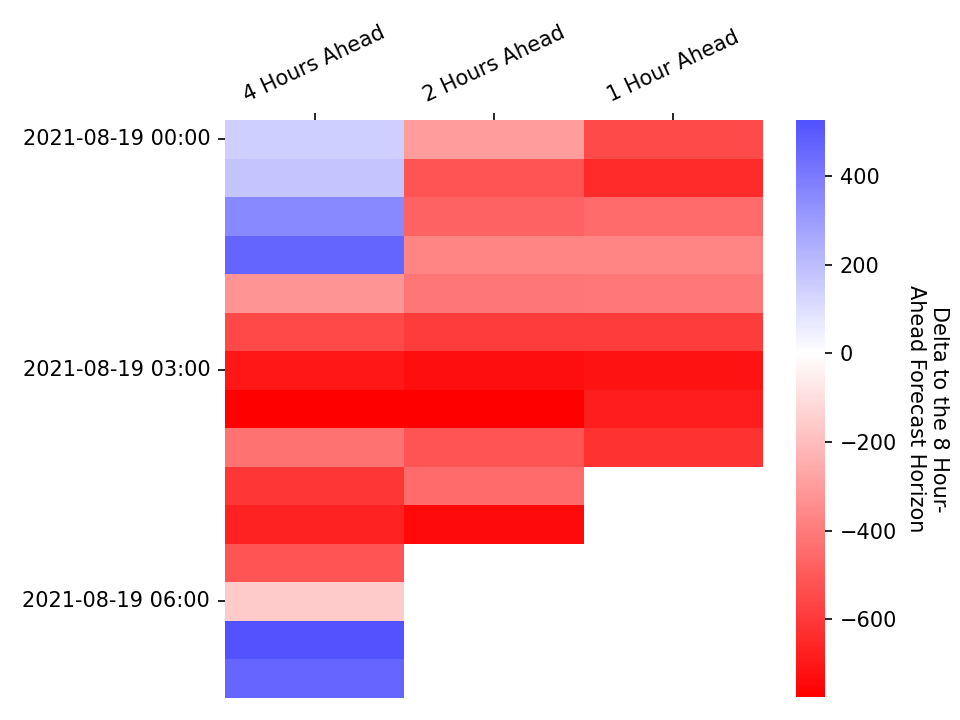 4 Hours Ahead
2 Hours Ahead
1 Hour Ahead
2021-08-19 00:00
2021-08-19 03:00
2021-08-19 06:00
400
200
0
−200
−400
−600
Delta to the 8 Hour-
Ahead Forecast Horizon